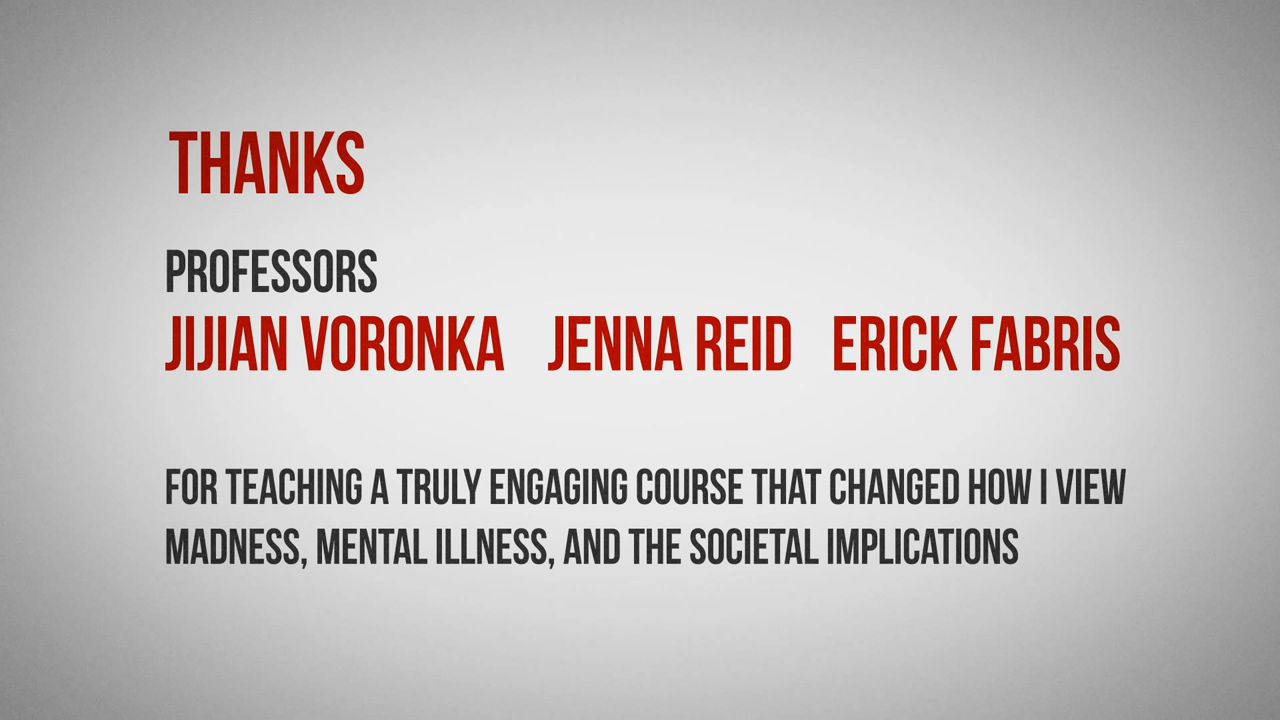 THANKS
PROFESSORS
JIJIAN VORONKA JENNA REID ERICK FABRIS
FOR TEACHING A TRULY ENGAGING COURSE THAT CHANGED HOW I VIEW
MADNESS, MENTAL ILLNESS, AND THE SOCIETAL IMPLICATIONS